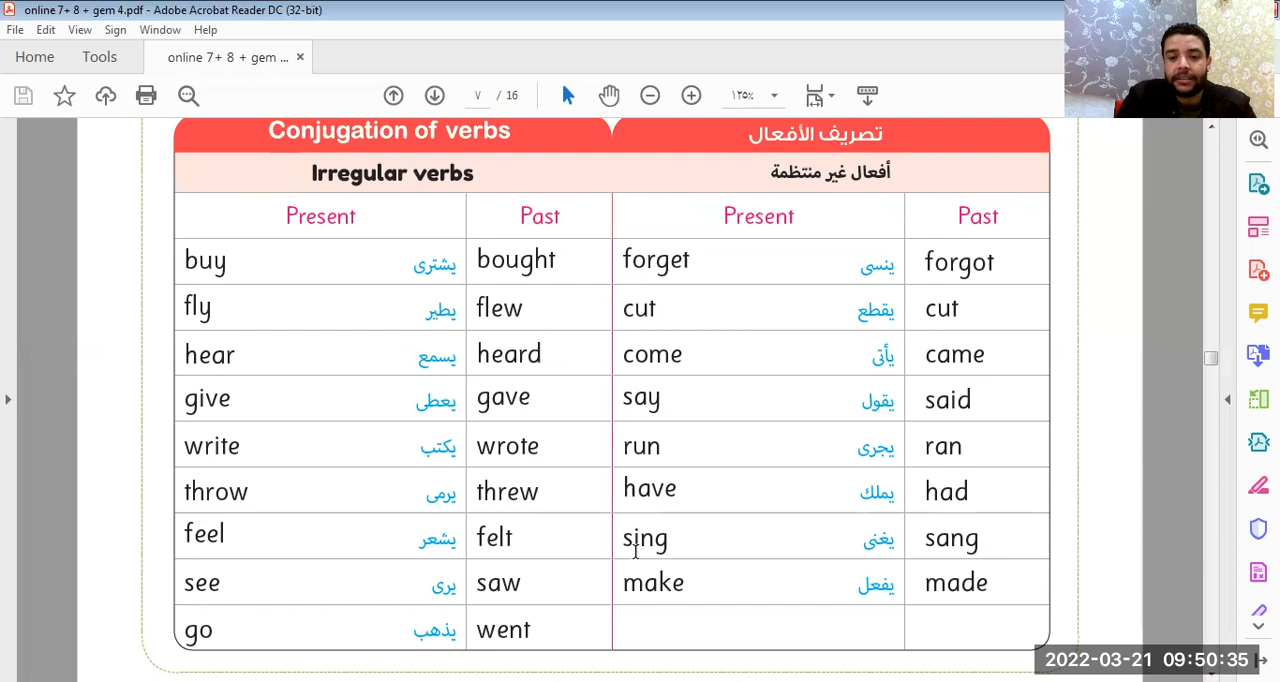 online 7+ 8 + gem 4.pdf - Adobe Acrobat Reader DC (32-bit)
File Edit View Sign Window Help
Home Tools online 7+ 8 + gem ... ×
٧ / 16 ١٢٥%
Conjugation of verbs تصريف الأفعال
Irregular verbs أفعال غير منتظمة
Present Past Present Past
buy يشترى bought forget ينسى forgot
fly يطير flew cut يقطع cut
hear يسمع heard come يأتى came
give يعطى gave say يقول said
write يكتب wrote run يجرى ran
throw يرمى threw have يملك had
feel يشعر felt sing يغنى sang
see يرى saw make يفعل made
go يذهب went
2022-03-21 09:50:35